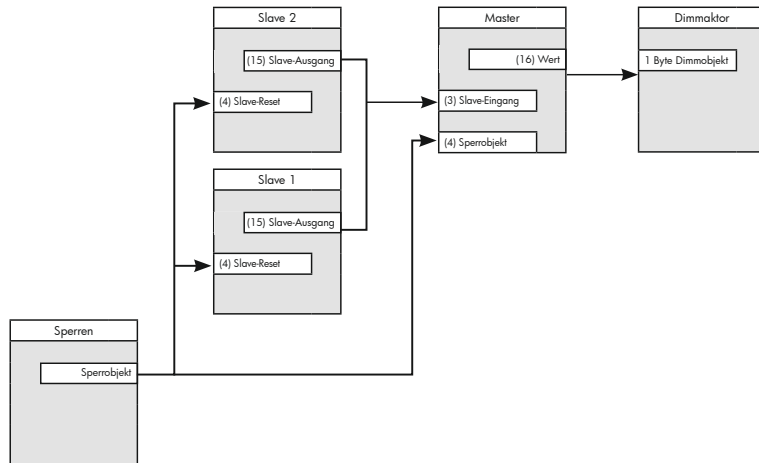 Slave 2
(15) Slave-Ausgang
(4) Slave-Reset
Master
(16) Wert
(3) Slave-Eingang
(4) Sperrobjekt
Dimmaktor
1 Byte Dimmobjekt
Slave 1
(15) Slave-Ausgang
(4) Slave-Reset
Sperren
Sperrobjekt